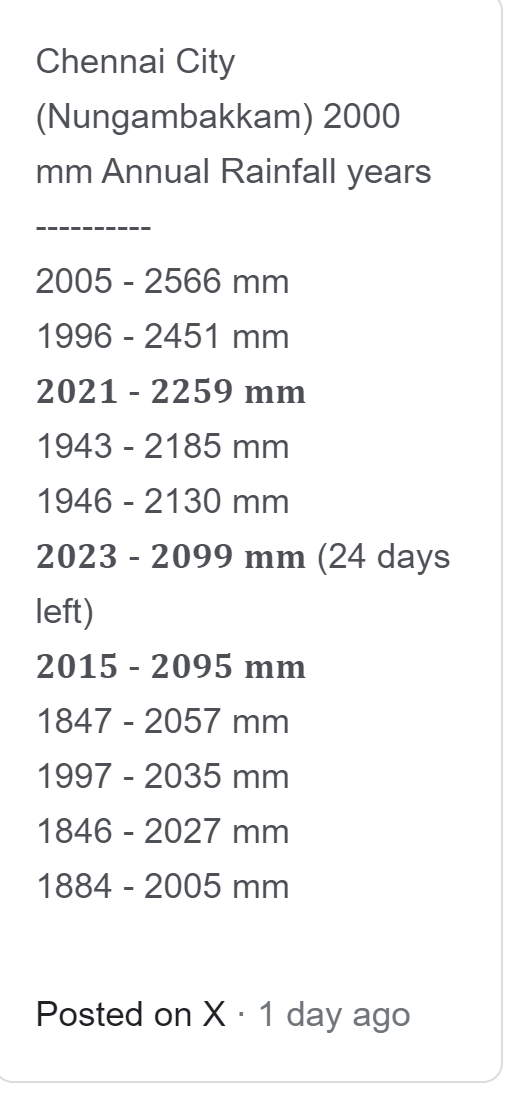 Chennai City
(Nungambakkam) 2000
mm Annual Rainfall years
----------
2005 - 2566 mm
1996 - 2451 mm
2021 - 2259 mm
1943 - 2185 mm
1946 - 2130 mm
2023 - 2099 mm (24 days
left)
2015 - 2095 mm
1847 - 2057 mm
1997 - 2035 mm
1846 - 2027 mm
1884 - 2005 mm
Posted on X · 1 day ago